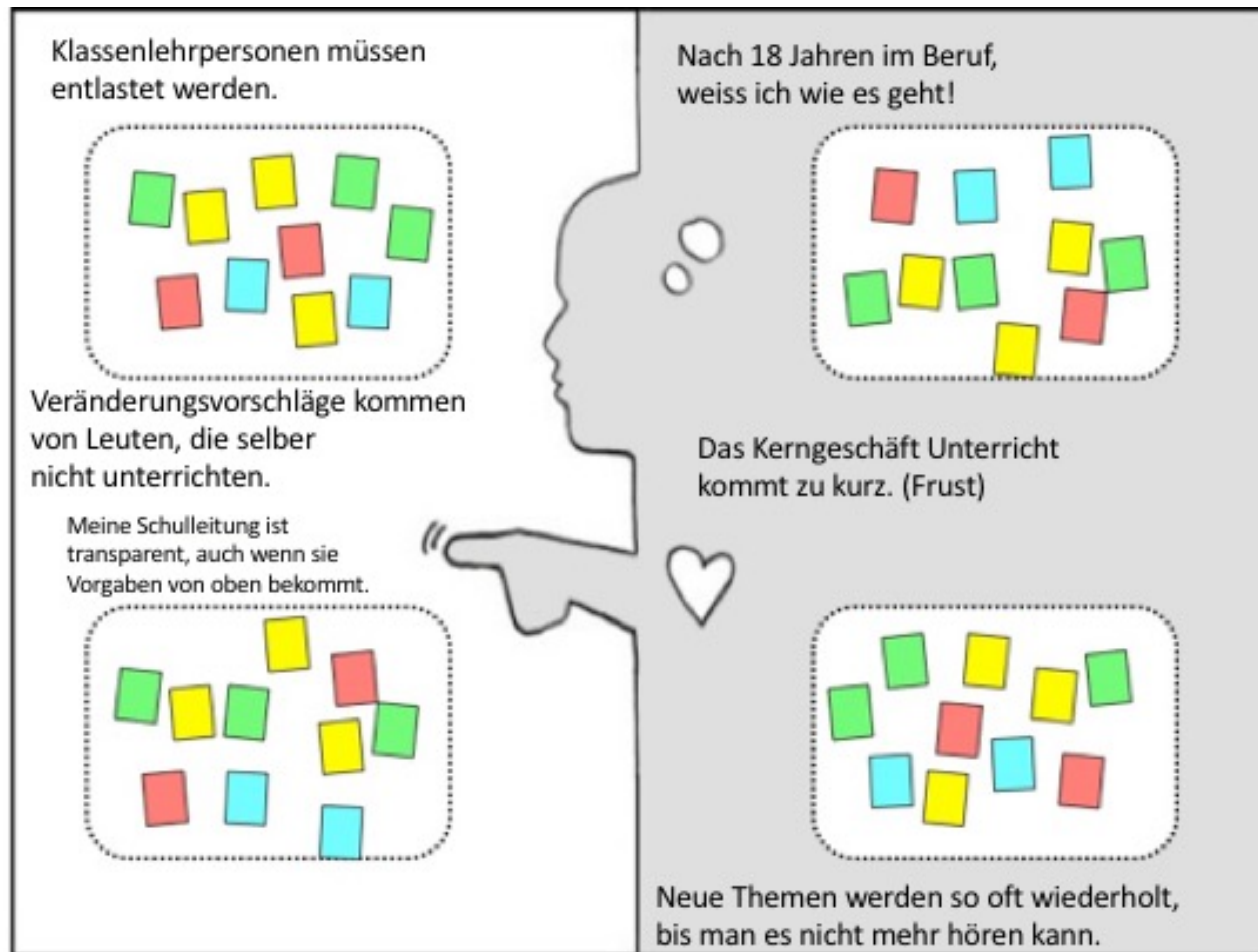 Klassenlehrpersonen müssen
entlastet werden.
Veränderungsvorschläge kommen
von Leuten, die selber
nicht unterrichten.
Meine Schulleitung ist
transparent, auch wenn sie
Vorgaben von oben bekommt.
Nach 18 Jahren im Beruf,
weiss ich wie es geht!
Das Kerngeschäft Unterricht
kommt zu kurz. (Frust)
Neue Themen werden so oft wiederholt,
bis man es nicht mehr hören kann.